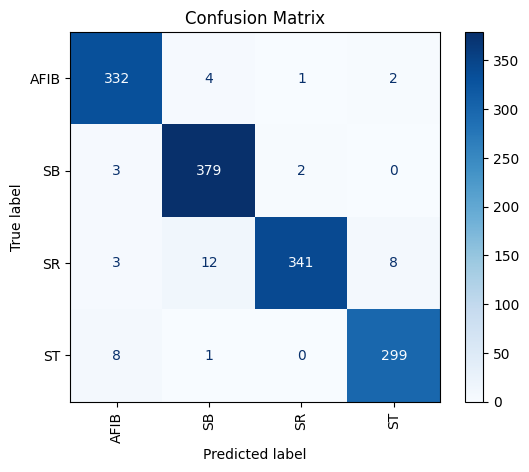 Confusion Matrix
AFIB 332 4 1 2
SB 3 379 2 0
SR 3 12 341 8
ST 8 1 0 299
AFIB SB SR ST
Predicted label
True label
350
300
250
200
150
100
50
0